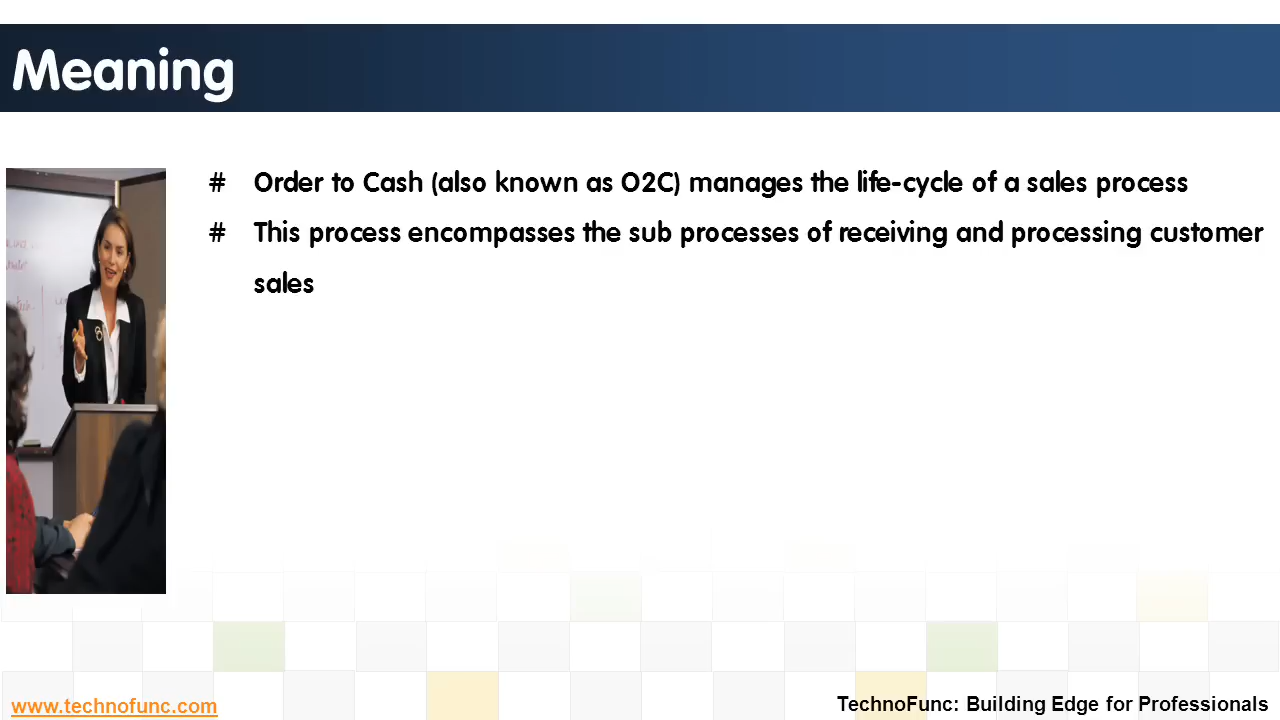 Meaning
# Order to Cash (also known as O2C) manages the life-cycle of a sales process
# This process encompasses the sub processes of receiving and processing customer
sales
www.technofunc.com
TechnoFunc: Building Edge for Professionals